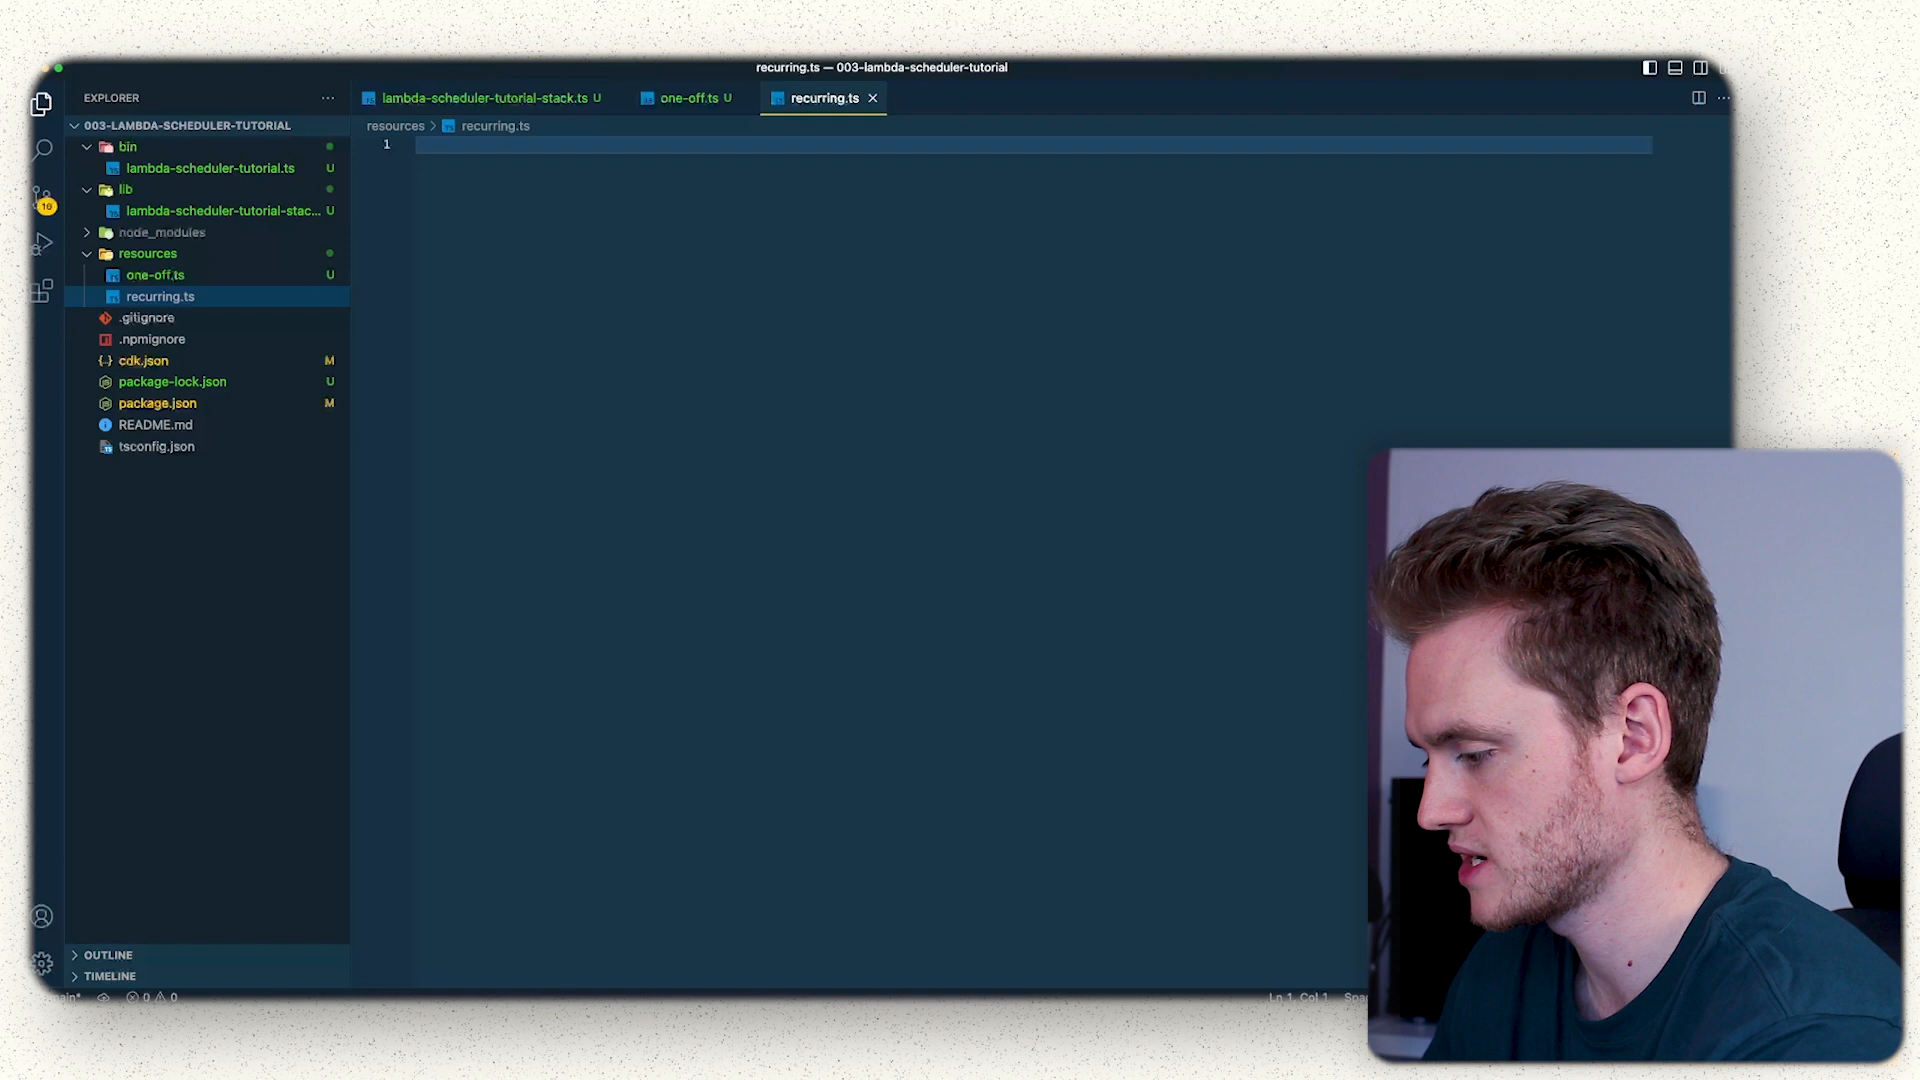 recurring.ts — 003-lambda-scheduler-tutorial
EXPLORER
lambda-scheduler-tutorial-stack.ts U
one-off.ts U
recurring.ts
003-LAMBDA-SCHEDULER-TUTORIAL
resources > recurring.ts
bin
1
lambda-scheduler-tutorial.ts U
lib
lambda-scheduler-tutorial-stac... U
10
node_modules
resources
one-off.ts U
recurring.ts
.gitignore
.npmignore
{..} cdk.json M
package-lock.json U
package.json M
README.md
tsconfig.json
OUTLINE
TIMELINE
0 0
Ln 1, Col 1